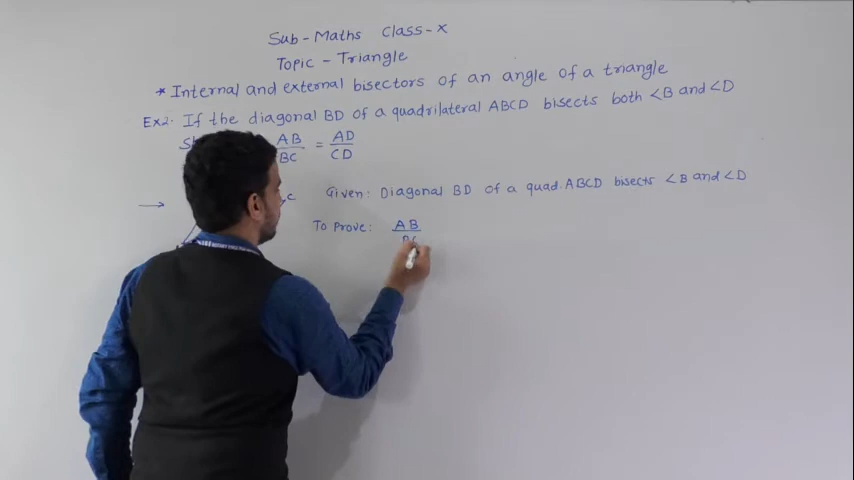 Sub - Maths Class - X
Topic - Triangle
* Internal and external bisectors of an angle of a triangle
Ex2. If the diagonal BD of a quadrilateral ABCD bisects both ∠B and ∠D
AB/BC = AD/CD
→ C Given: Diagonal BD of a quad. ABCD bisects ∠B and ∠D
To Prove: AB/BC